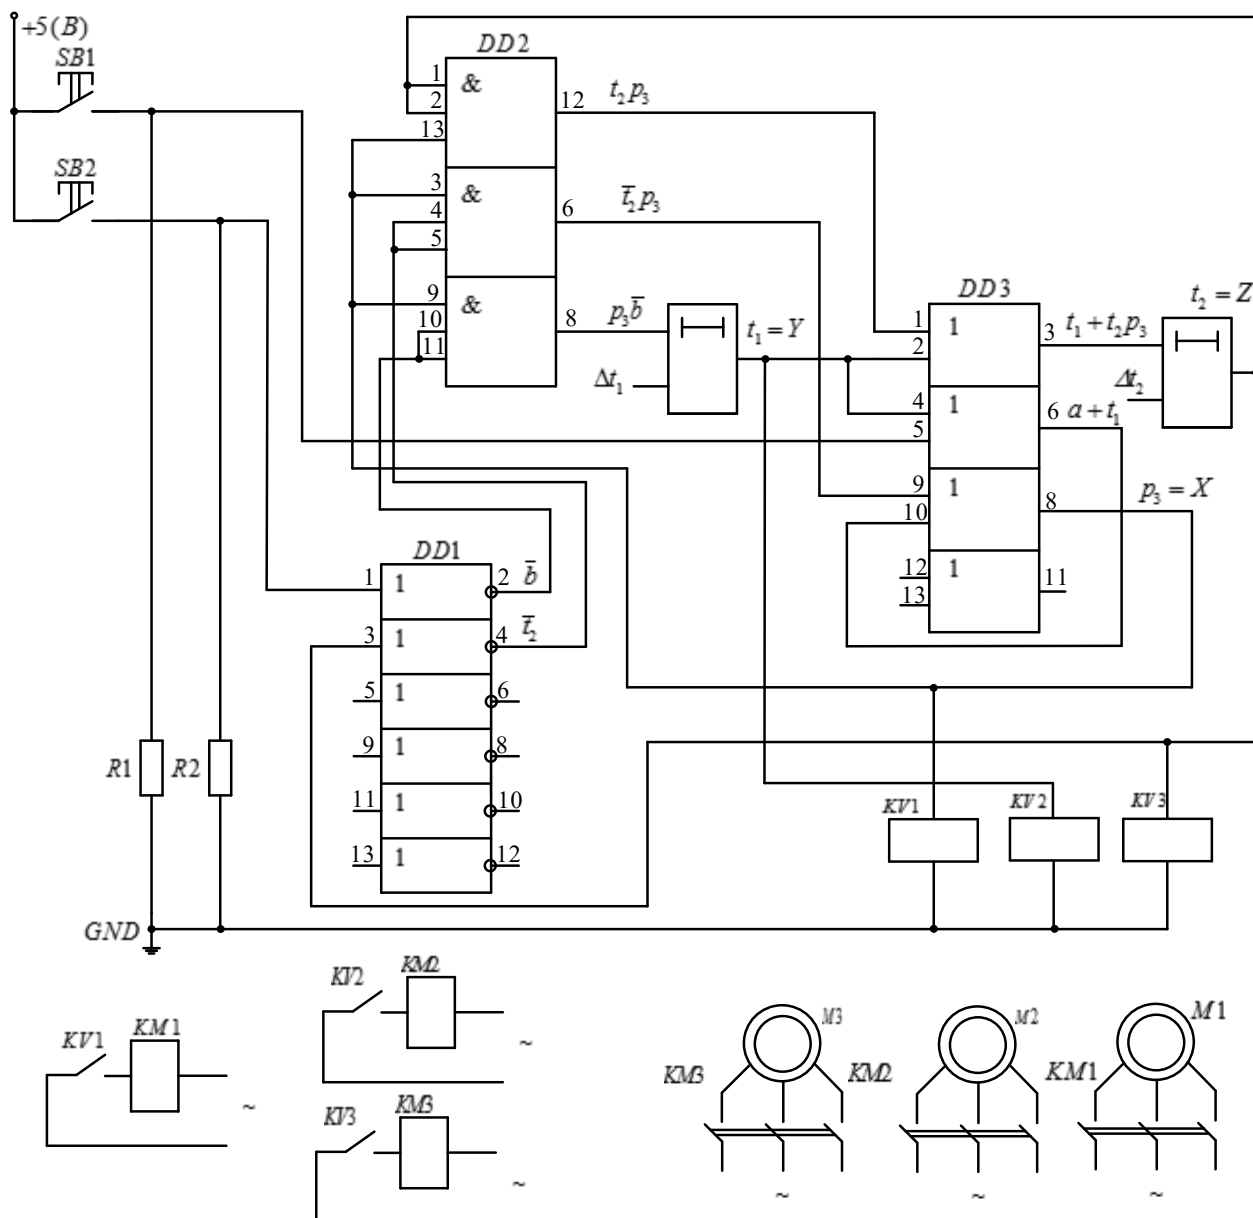 +5(B)
SB1
SB2
R1
R2
GND
DD2
1
2
13
&
12
t₂p₃
3
4
5
&
6
t̅₂p₃
9
10
11
&
8
p₃b̅
Δt₁
t₁ = Y
DD3
1
2
1
3
t₁ + t₂p₃
4
5
1
6
a + t₁
9
10
1
8
p₃ = X
12
13
1
11
t₂ = Z
Δt₂
DD1
1
1
2
b̅
3
1
4
t̅₂
5
1
6
9
1
8
11
1
10
13
1
12
KV1
KV2
KV3
KV1
KM1
~
KV2
KM2
~
KV3
KM3
~
M3
KM3
~
M2
KM2
~
M1
KM1
~